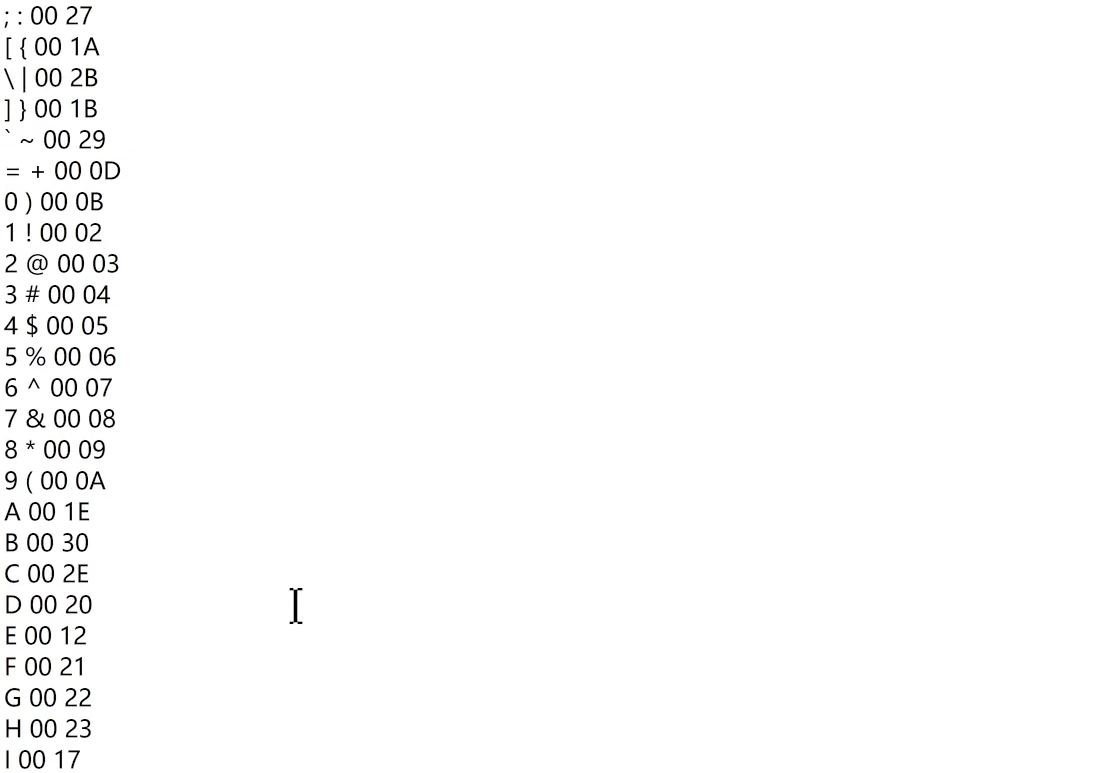 ; : 00 27
[ { 00 1A
\ | 00 2B
] } 00 1B
` ~ 00 29
= + 00 0D
0 ) 00 0B
1 ! 00 02
2 @ 00 03
3 # 00 04
4 $ 00 05
5 % 00 06
6 ^ 00 07
7 & 00 08
8 * 00 09
9 ( 00 0A
A 00 1E
B 00 30
C 00 2E
D 00 20
E 00 12
F 00 21
G 00 22
H 00 23
I 00 17